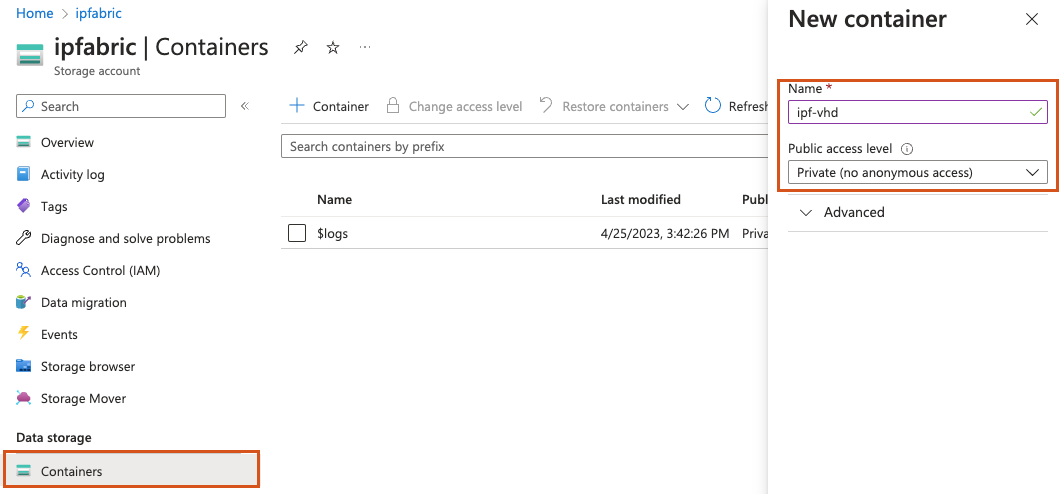 Home > ipfabric
ipfabric | Containers
Storage account
Search
Overview
Activity log
Tags
Diagnose and solve problems
Access Control (IAM)
Data migration
Events
Storage browser
Storage Mover
Data storage
Containers
+ Container Change access level Restore containers Refresh
Search containers by prefix
Name Last modified Publ
$logs 4/25/2023, 3:42:26 PM Priva
New container
Name *
ipf-vhd
Public access level
Private (no anonymous access)
Advanced